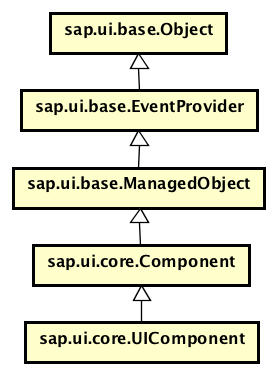 sap.ui.base.Object
sap.ui.base.EventProvider
sap.ui.base.ManagedObject
sap.ui.core.Component
sap.ui.core.UIComponent